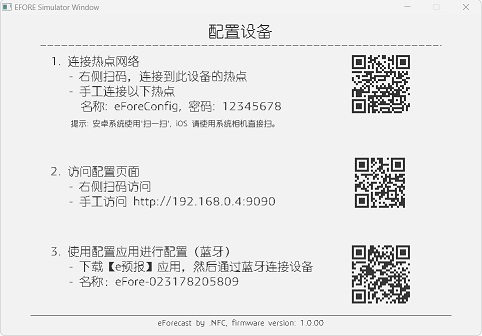 EFORE Simulator Window
配置设备
1. 连接热点网络
- 右侧扫码，连接到此设备的热点
- 手工连接以下热点
名称: eForeConfig, 密码: 12345678
提示: 安卓系统使用"扫一扫", iOS 请使用系统相机直接扫。
2. 访问配置页面
- 右侧扫码访问
- 手工访问 http://192.168.0.4:9090
3. 使用配置应用进行配置 (蓝牙)
- 下载【e预报】应用，然后通过蓝牙连接设备
- 名称: eFore-023178205809
eForecast by .NFC, firmware version: 1.0.00